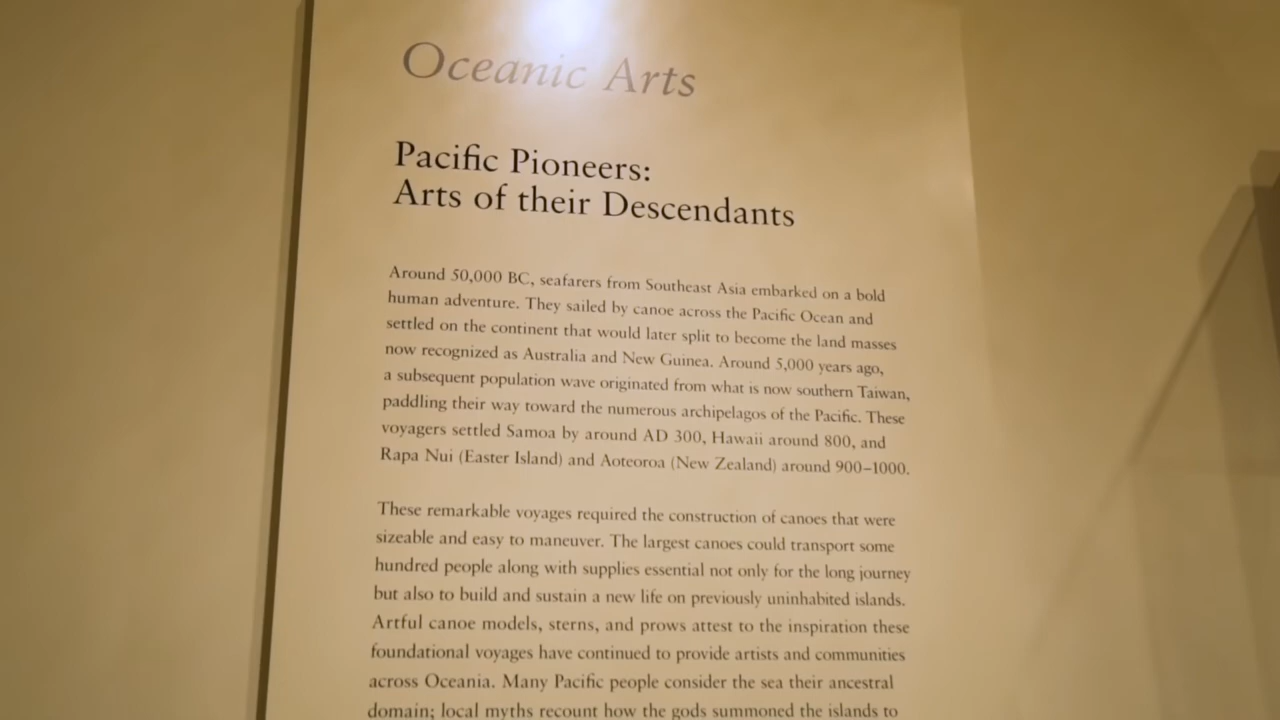 Oceanic Arts
Pacific Pioneers:
Arts of their Descendants
Around 50,000 BC, seafarers from Southeast Asia embarked on a bold
human adventure. They sailed by canoe across the Pacific Ocean and
settled on the continent that would later split to become the land masses
now recognized as Australia and New Guinea. Around 5,000 years ago,
a subsequent population wave originated from what is now southern Taiwan,
paddling their way toward the numerous archipelagos of the Pacific. These
voyagers settled Samoa by around AD 300, Hawaii around 800, and
Rapa Nui (Easter Island) and Aoteoroa (New Zealand) around 900–1000.
These remarkable voyages required the construction of canoes that were
sizeable and easy to maneuver. The largest canoes could transport some
hundred people along with supplies essential not only for the long journey
but also to build and sustain a new life on previously uninhabited islands.
Artful canoe models, sterns, and prows attest to the inspiration these
foundational voyages have continued to provide artists and communities
across Oceania. Many Pacific people consider the sea their ancestral
domain; local myths recount how the gods summoned the islands to